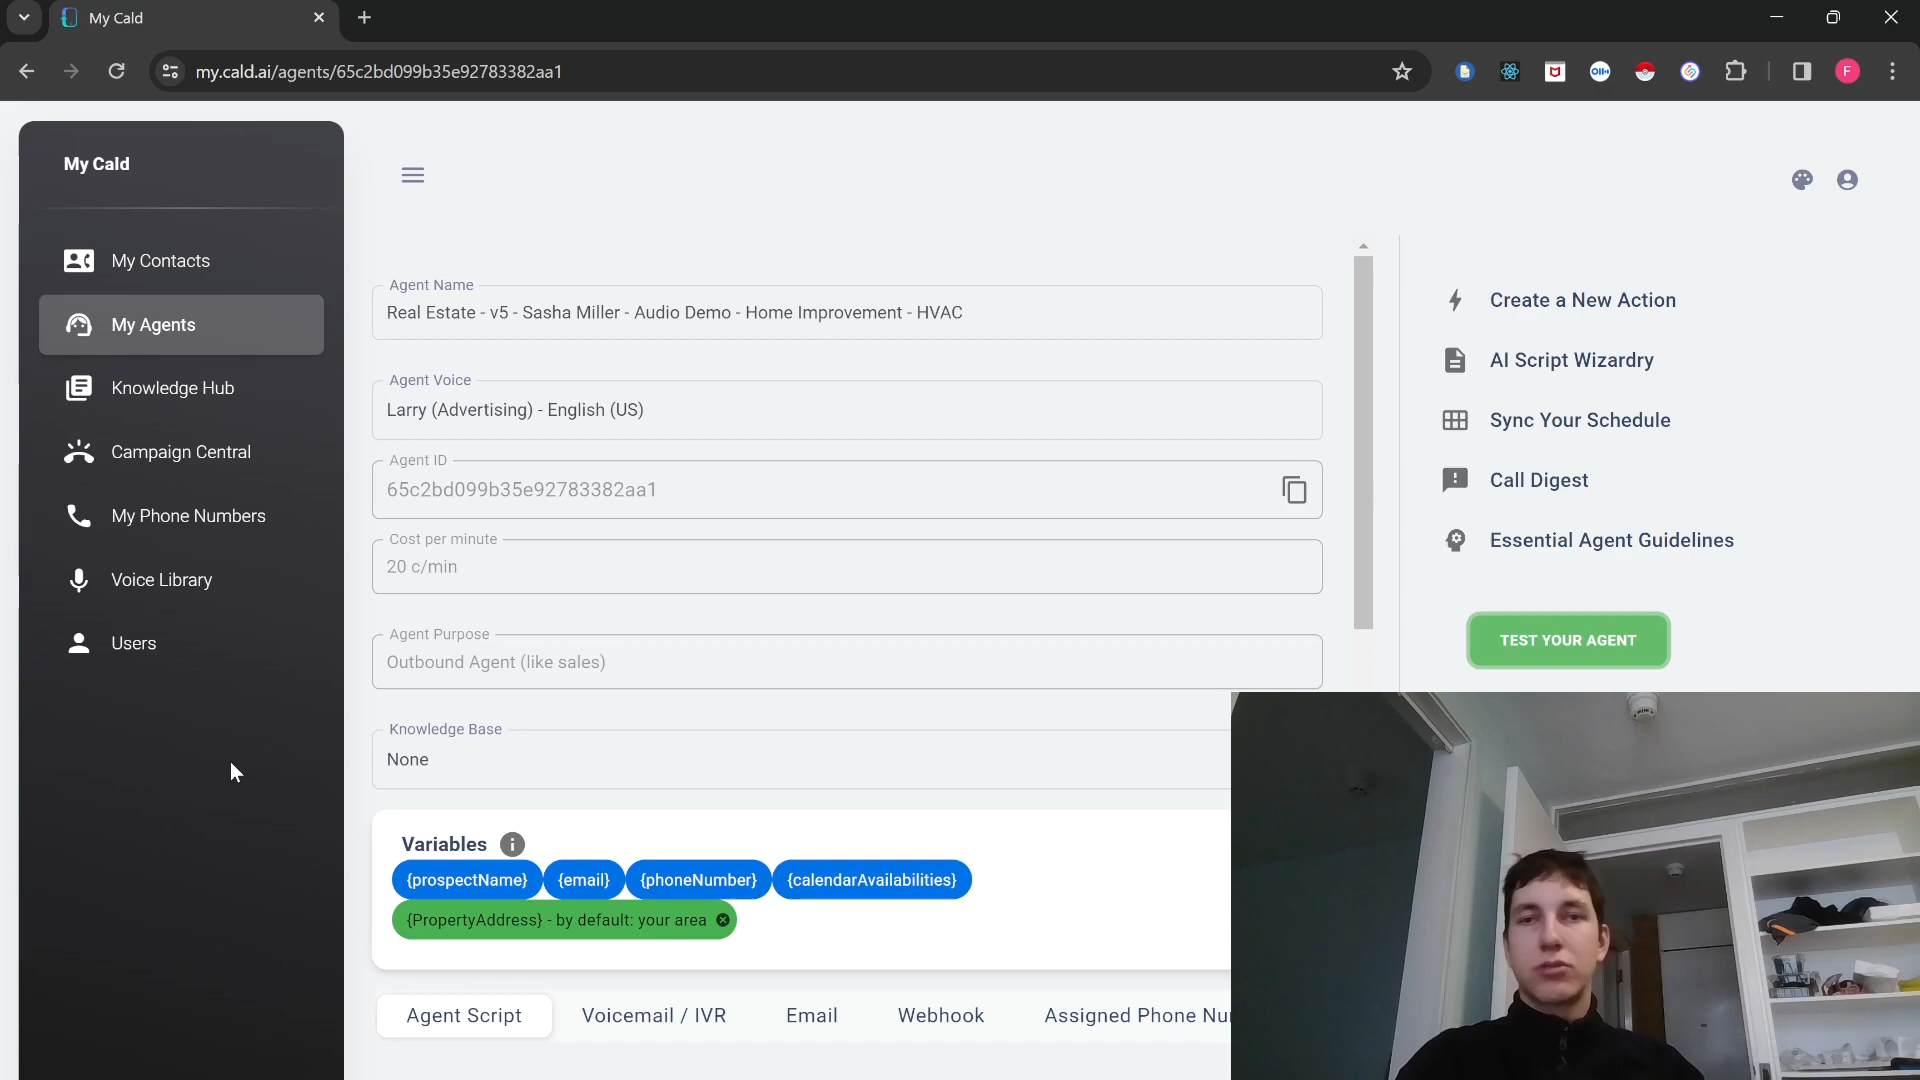 My Cald
my.cald.ai/agents/65c2bd099b35e92783382aa1
F
My Cald
My Contacts
My Agents
Knowledge Hub
Campaign Central
My Phone Numbers
Voice Library
Users
Agent Name
Real Estate - v5 - Sasha Miller - Audio Demo - Home Improvement - HVAC
Agent Voice
Larry (Advertising) - English (US)
Agent ID
65c2bd099b35e92783382aa1
Cost per minute
20 c/min
Agent Purpose
Outbound Agent (like sales)
Knowledge Base
None
Variables
{prospectName} {email} {phoneNumber} {calendarAvailabilities}
{PropertyAddress} - by default: your area
Agent Script Voicemail / IVR Email Webhook Assigned Phone Nu
Create a New Action
AI Script Wizardry
Sync Your Schedule
Call Digest
Essential Agent Guidelines
TEST YOUR AGENT